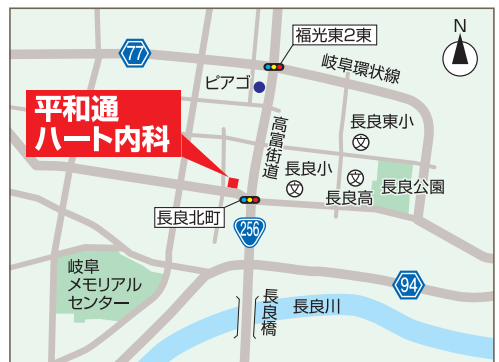 N
福光東2東
77
岐阜環状線
ピアゴ
平和通
ハート内科
高富街道
長良東小
文
長良小
文
文
長良高
長良公園
長良北町
256
岐阜
メモリアル
センター
94
長良橋
長良川